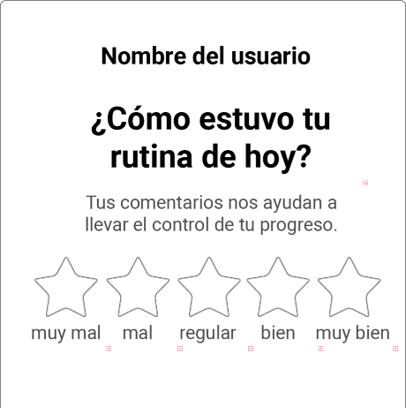 Nombre del usuario
¿Cómo estuvo tu
rutina de hoy?
Tus comentarios nos ayudan a
llevar el control de tu progreso.
muy mal mal regular bien muy bien